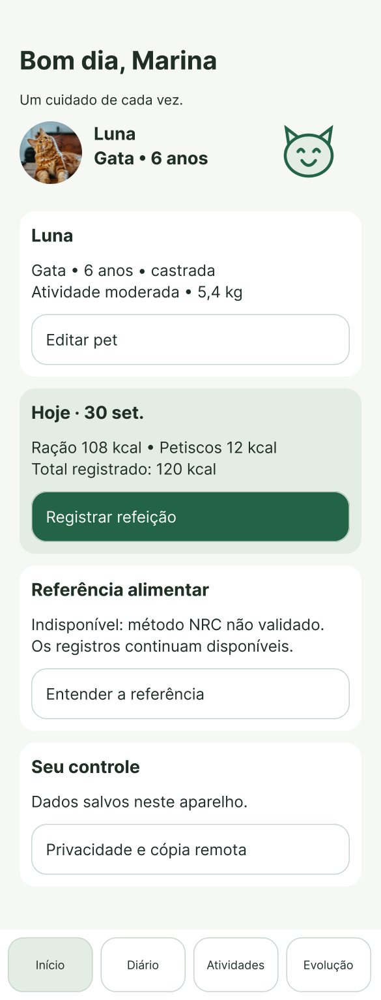 Bom dia, Marina
Um cuidado de cada vez.
Luna
Gata • 6 anos
Luna
Gata • 6 anos • castrada
Atividade moderada • 5,4 kg
Editar pet
Hoje · 30 set.
Ração 108 kcal • Petiscos 12 kcal
Total registrado: 120 kcal
Registrar refeição
Referência alimentar
Indisponível: método NRC não validado.
Os registros continuam disponíveis.
Entender a referência
Seu controle
Dados salvos neste aparelho.
Privacidade e cópia remota
Início
Diário
Atividades
Evolução